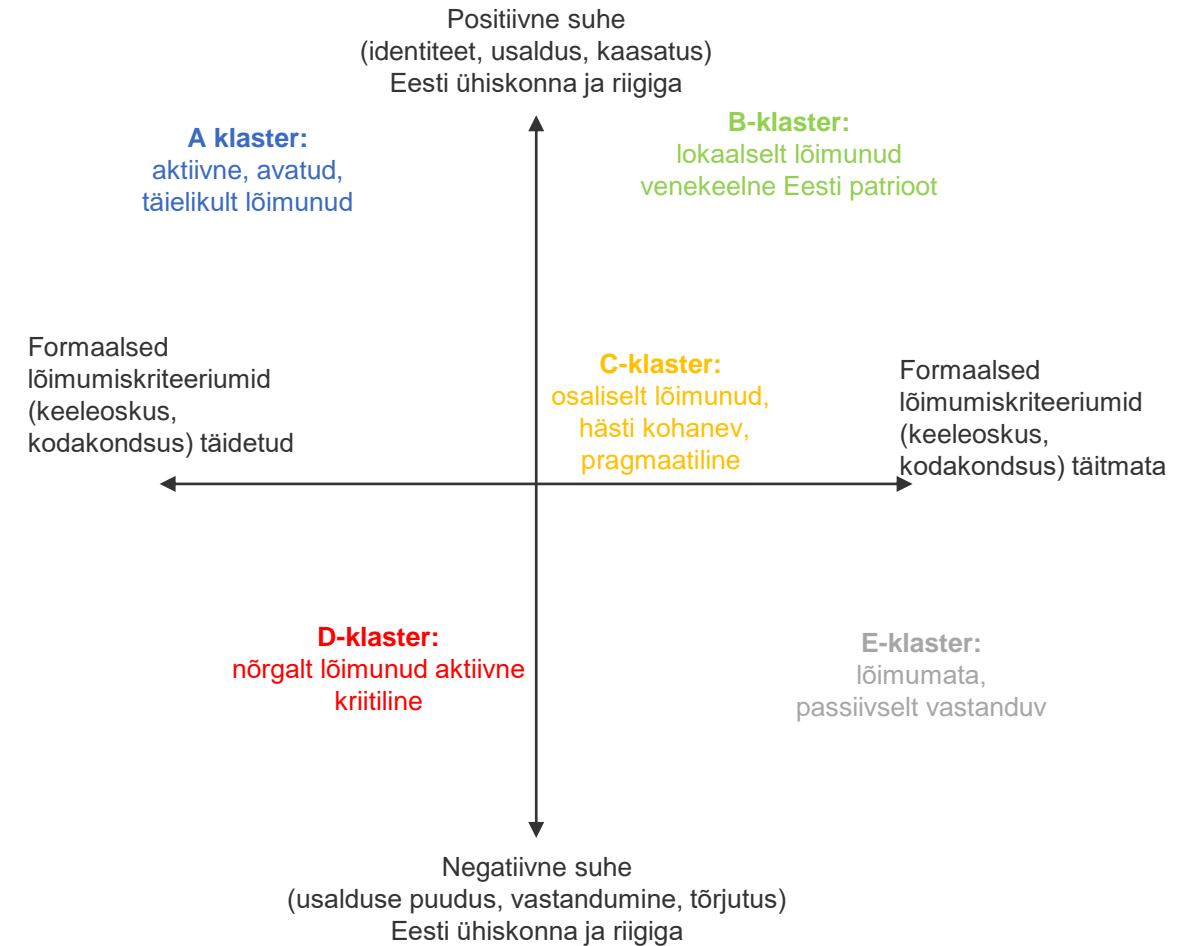 Positiivne suhe
(identiteet, usaldus, kaasatus)
Eesti ühiskonna ja riigiga
A klaster:
aktiivne, avatud,
täielikult lõimunud
B-klaster:
lokaalselt lõimunud
venekeelne Eesti patrioot
Formaalsed
lõimumiskriteeriumid
(keeleoskus,
kodakondsus) täidetud
C-klaster:
osaliselt lõimunud,
hästi kohanev,
pragmaatiline
Formaalsed
lõimumiskriteeriumid
(keeleoskus,
kodakondsus) täitmata
D-klaster:
nõrgalt lõimunud aktiivne
kriitiline
E-klaster:
lõimumata,
passiivselt vastanduv
Negatiivne suhe
(usalduse puudus, vastandumine, tõrjutus)
Eesti ühiskonna ja riigiga